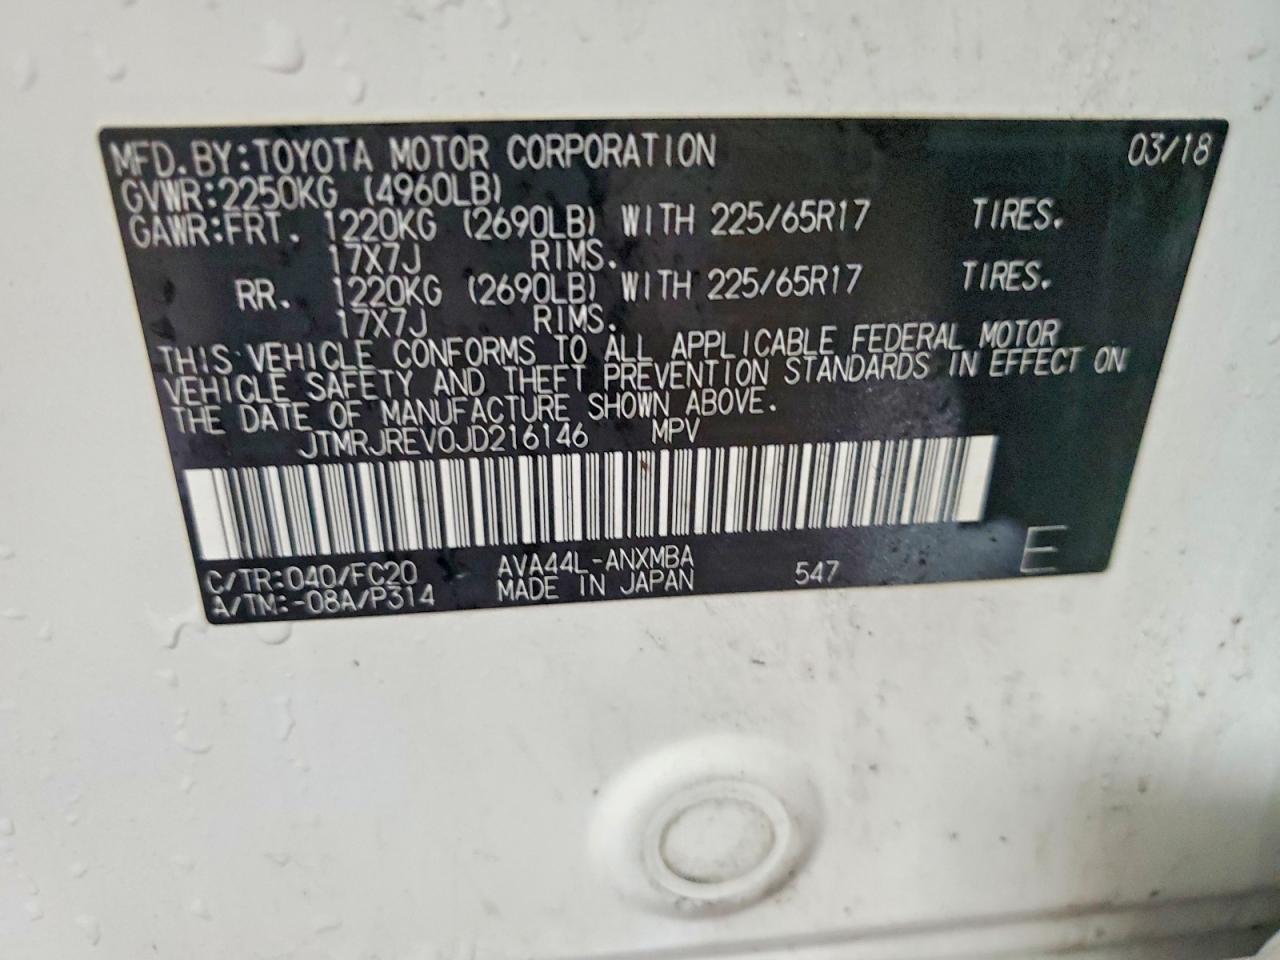 MFD.BY:TOYOTA MOTOR CORPORATION 03/18
GVWR:2250KG (4960LB)
GAWR:FRT. 1220KG (2690LB) WITH 225/65R17 TIRES.
17X7J RIMS.
RR. 1220KG (2690LB) WITH 225/65R17 TIRES.
17X7J RIMS.
THIS VEHICLE CONFORMS TO ALL APPLICABLE FEDERAL MOTOR
VEHICLE SAFETY AND THEFT PREVENTION STANDARDS IN EFFECT ON
THE DATE OF MANUFACTURE SHOWN ABOVE.
JTMRJREV0JD216146 MPV
C/TR:040/FC20 AVA44L-ANXMBA 547 E
A/TM:-08A/P314 MADE IN JAPAN